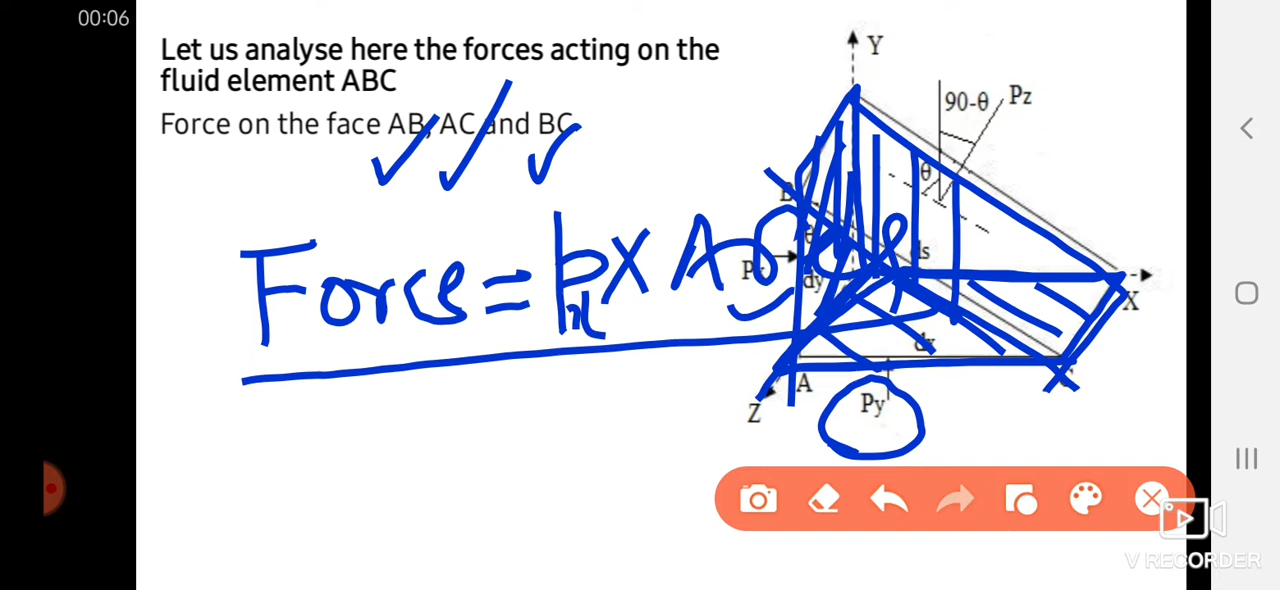 00:06
Let us analyse here the forces acting on the
fluid element ABC
Force on the face AB, AC and BC
Force = px X AB
Y
90-θ
Pz
θ
B
ds
dy
X
dx
A
Z
Py
V RECORDER